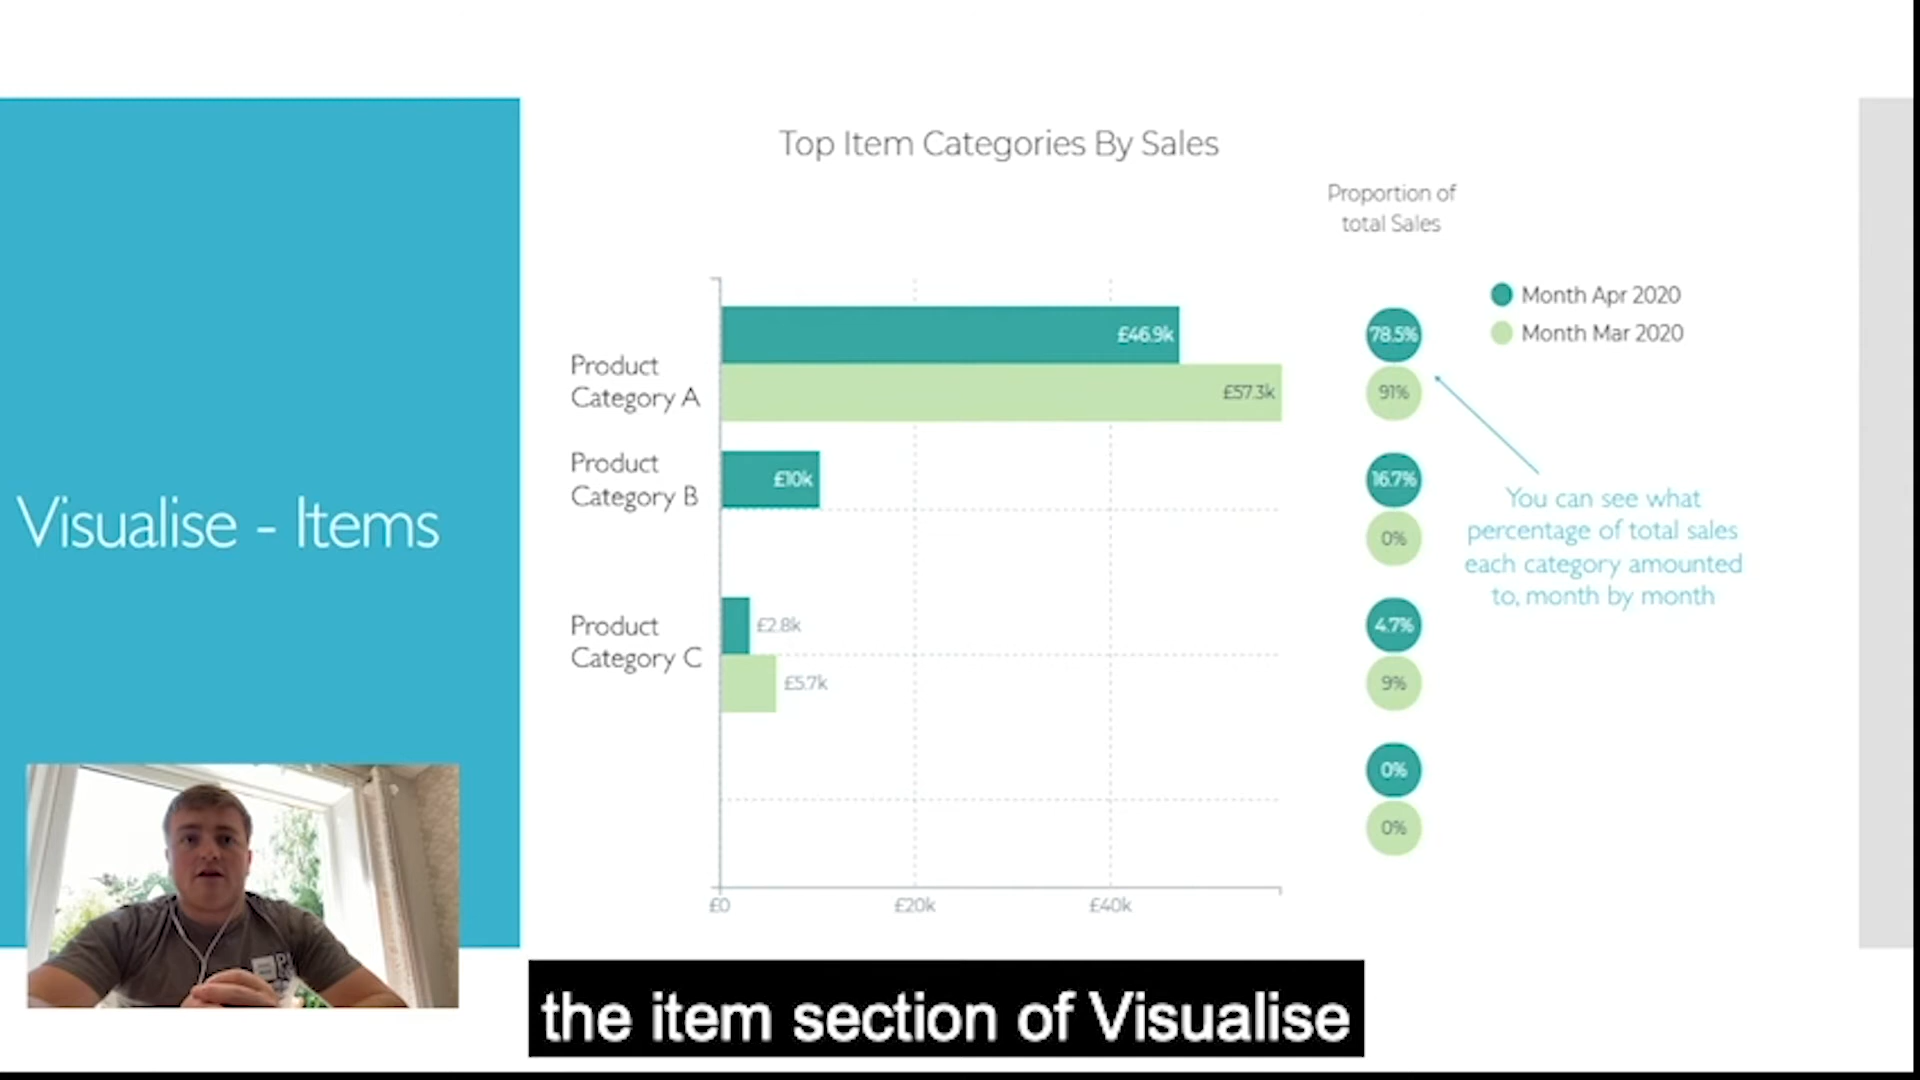 Top Item Categories By Sales
Proportion of
total Sales
Month Apr 2020
Month Mar 2020
Visualise - Items
Product
Category A
£46.9k
£57.3k
78.5%
91%
Product
Category B
£10k
16.7%
0%
You can see what
percentage of total sales
each category amounted
to, month by month
Product
Category C
£2.8k
£5.7k
4.7%
9%
0%
0%
£0
£20k
£40k
the item section of Visualise